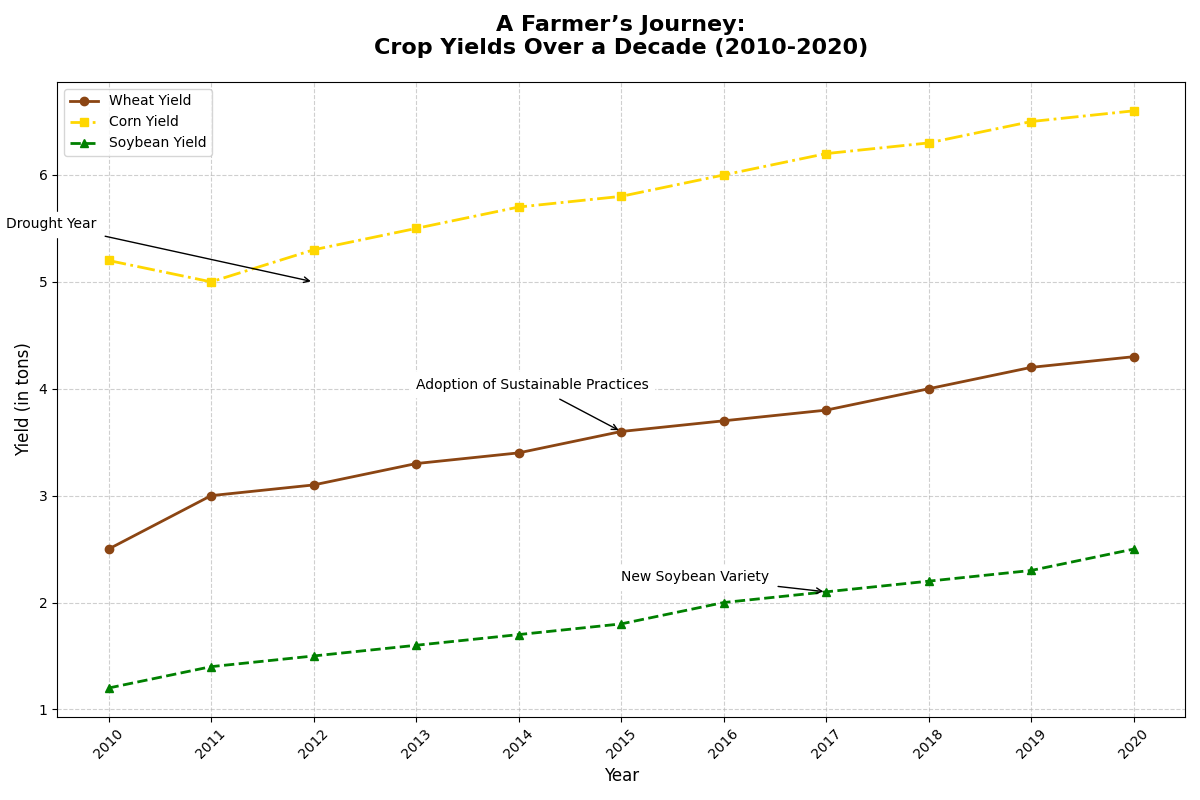 A Farmer’s Journey:
Crop Yields Over a Decade (2010-2020)
Wheat Yield
Corn Yield
Soybean Yield
Drought Year
Adoption of Sustainable Practices
New Soybean Variety
Yield (in tons)
6
5
4
3
2
1
2010 2011 2012 2013 2014 2015 2016 2017 2018 2019 2020
Year